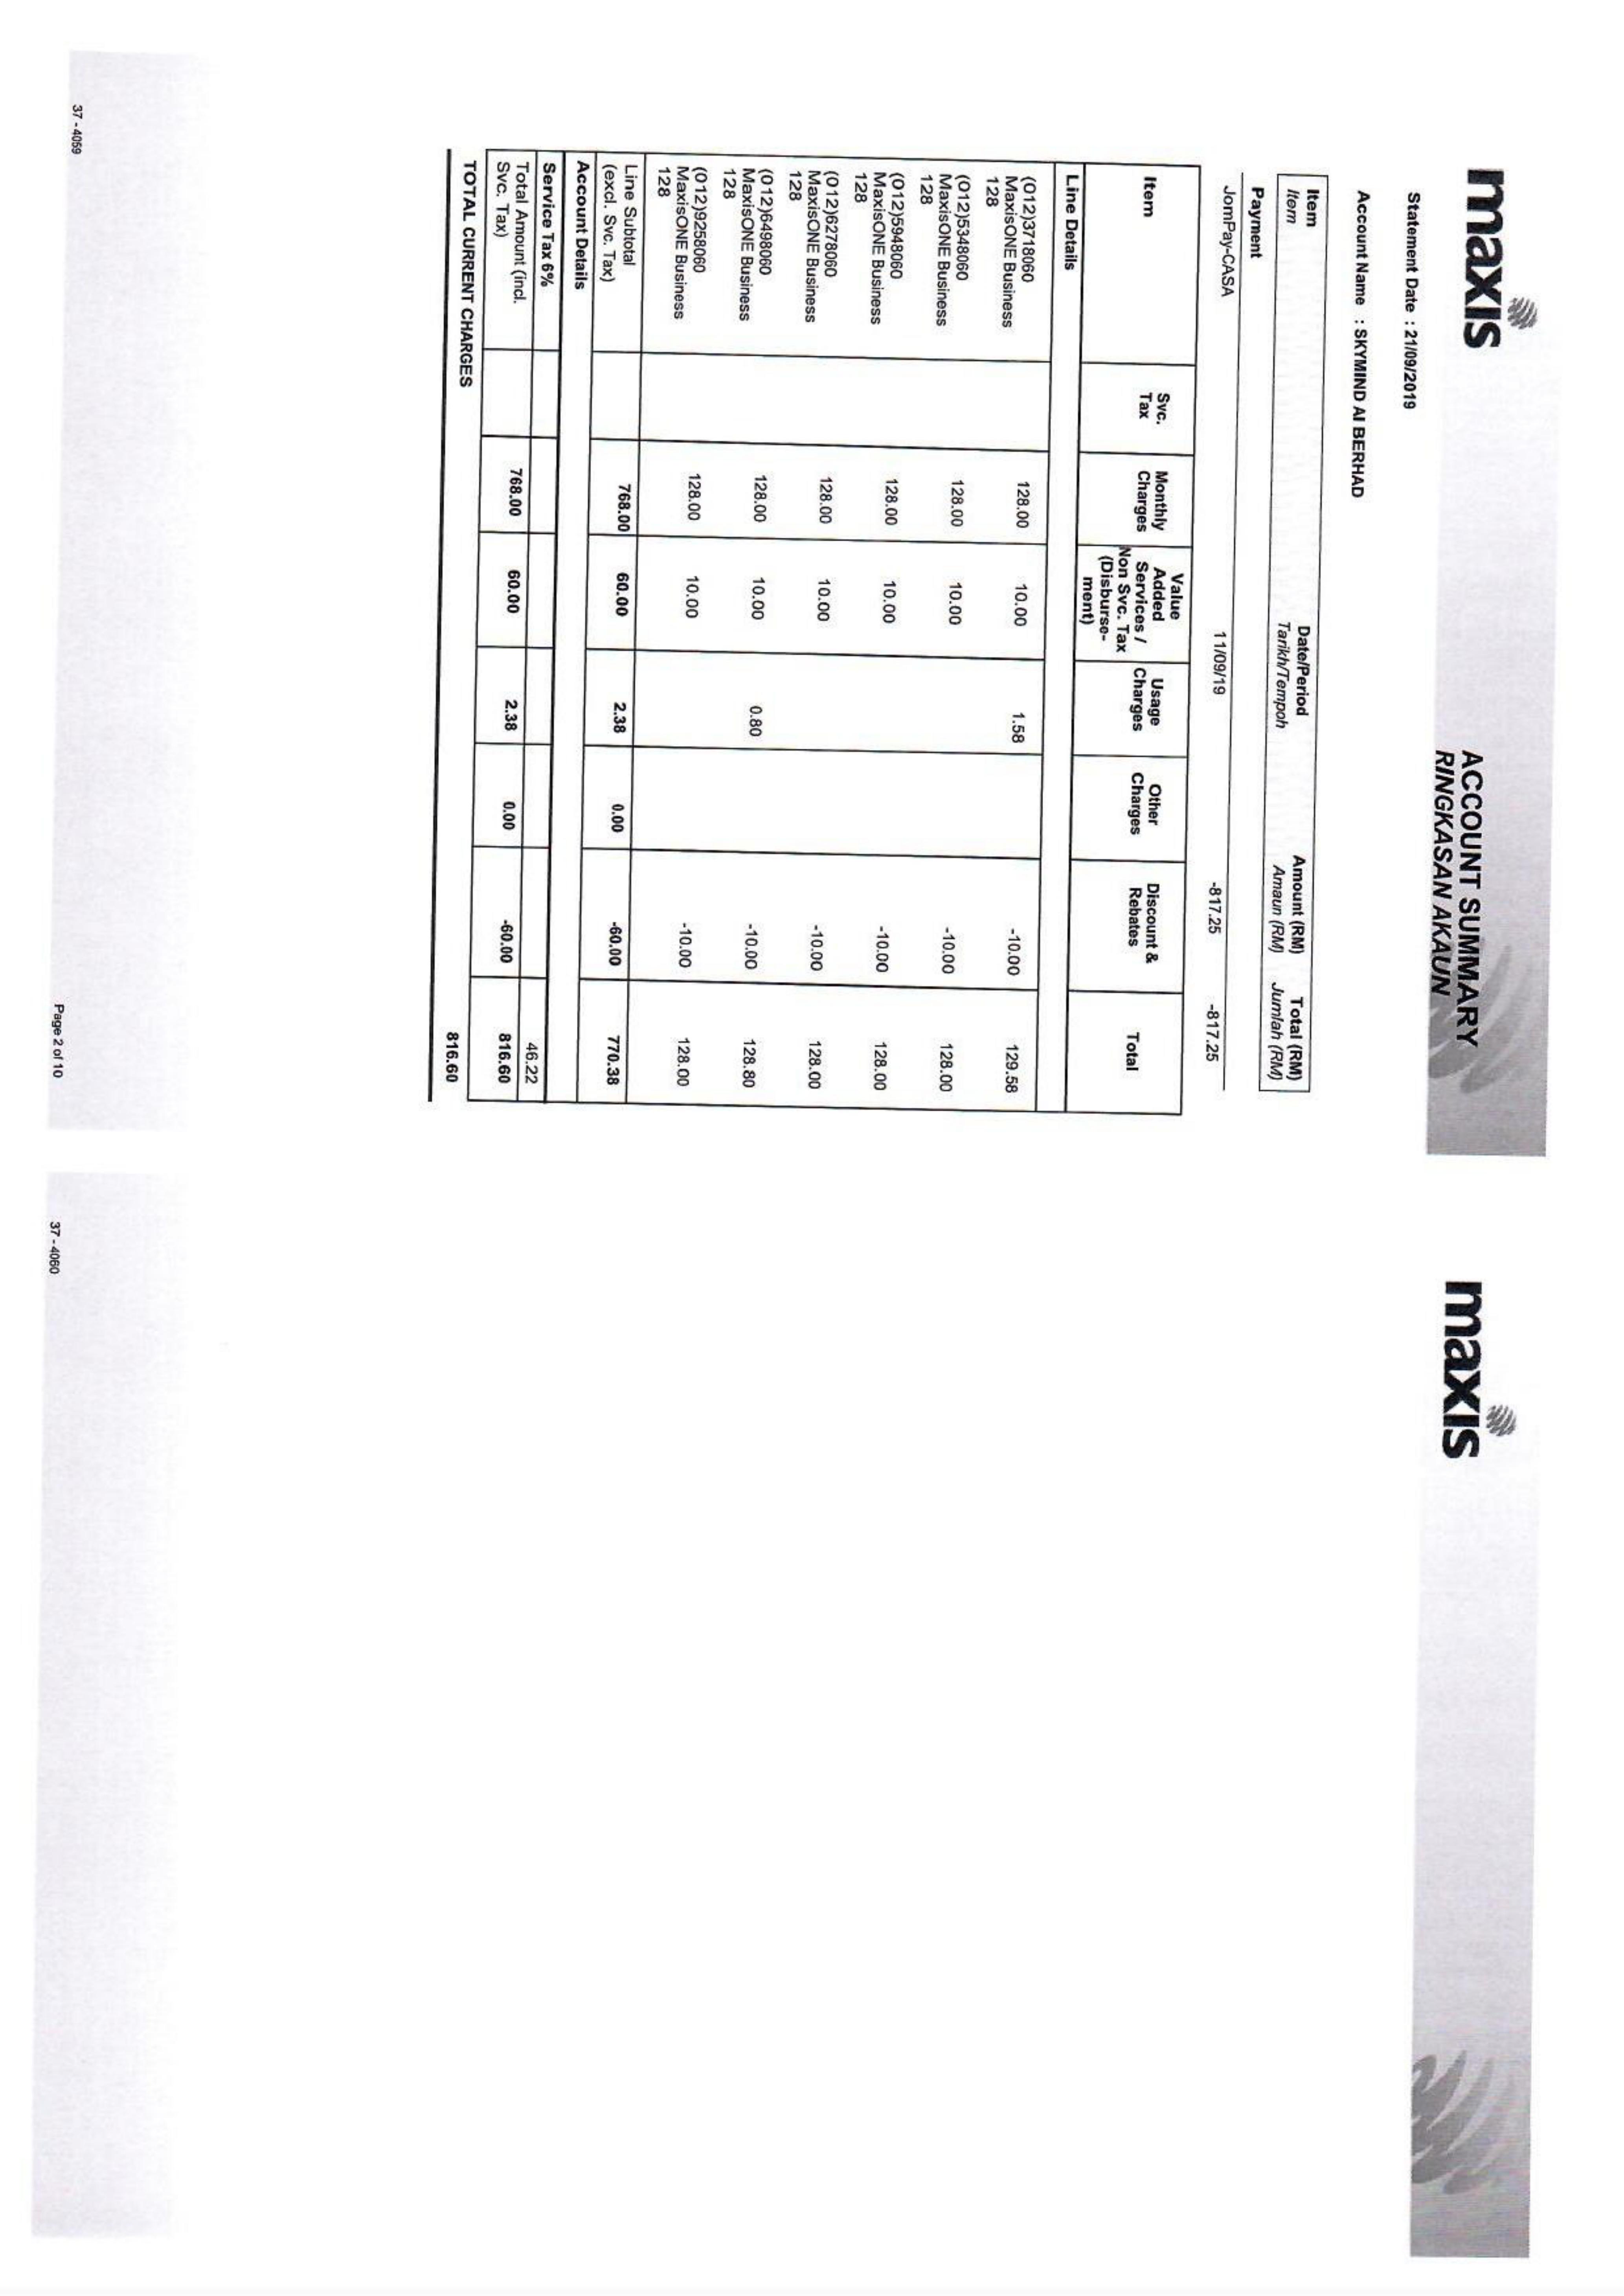 maxis
ACCOUNT SUMMARY
RINGKASAN AKAUN
Statement Date : 21/09/2019
Account Name : SKYMIND AI BERHAD
Item Date/Period Amount (RM) Total (RM)
Item Tarikh/Tempoh Amaun (RM) Jumlah (RM)
Payment
JomPay-CASA 11/09/19 -817.25 -817.25
Item Svc. Tax Monthly Charges Value Added Services / Non Svc. Tax (Disburse-ment) Usage Charges Other Charges Discount & Rebates Total
Line Details
(012)3718060 128.00 10.00 1.58 -10.00 129.58
MaxisONE Business
128
(012)5348060 128.00 10.00 -10.00 128.00
MaxisONE Business
128
(012)5948060 128.00 10.00 -10.00 128.00
MaxisONE Business
128
(012)6278060 128.00 10.00 -10.00 128.00
MaxisONE Business
128
(012)6498060 128.00 10.00 0.80 -10.00 128.80
MaxisONE Business
128
(012)9258060 128.00 10.00 -10.00 128.00
MaxisONE Business
128
Line Subtotal
(excl. Svc. Tax) 768.00 60.00 2.38 0.00 -60.00 770.38
Account Details
Service Tax 6% 46.22
Total Amount (incl.
Svc. Tax) 768.00 60.00 2.38 0.00 -60.00 816.60
TOTAL CURRENT CHARGES 816.60
37 - 4059
Page 2 of 10
maxis
37 - 4060